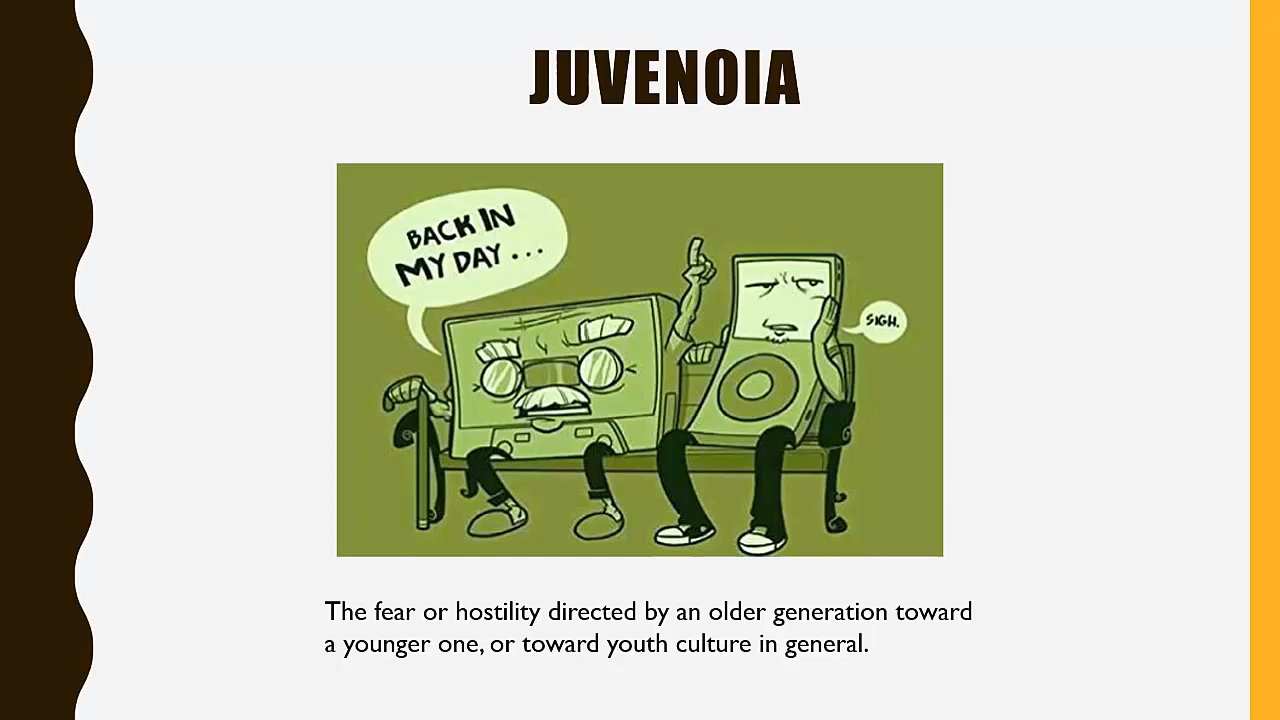 JUVENOIA
BACK IN
MY DAY...
SIGH.
The fear or hostility directed by an older generation toward
a younger one, or toward youth culture in general.